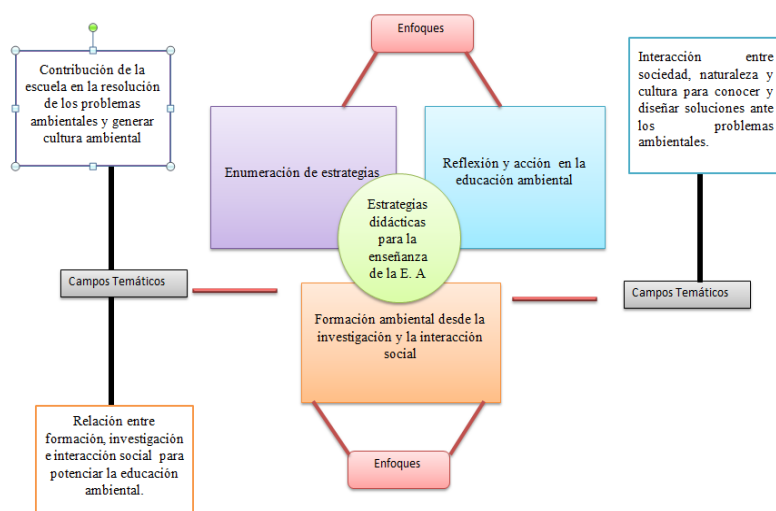 Enfoques
Contribución de la
escuela en la resolución
de los problemas
ambientales y generar
cultura ambiental
Interacción entre
sociedad, naturaleza y
cultura para conocer y
diseñar soluciones ante
los problemas
ambientales.
Enumeración de estrategias
Reflexión y acción en la
educación ambiental
Estrategias
didácticas
para la
enseñanza
de la E. A
Campos Temáticos
Campos Temáticos
Formación ambiental desde la
investigación y la interacción
social
Relación entre
formación, investigación
e interacción social para
potenciar la educación
ambiental.
Enfoques